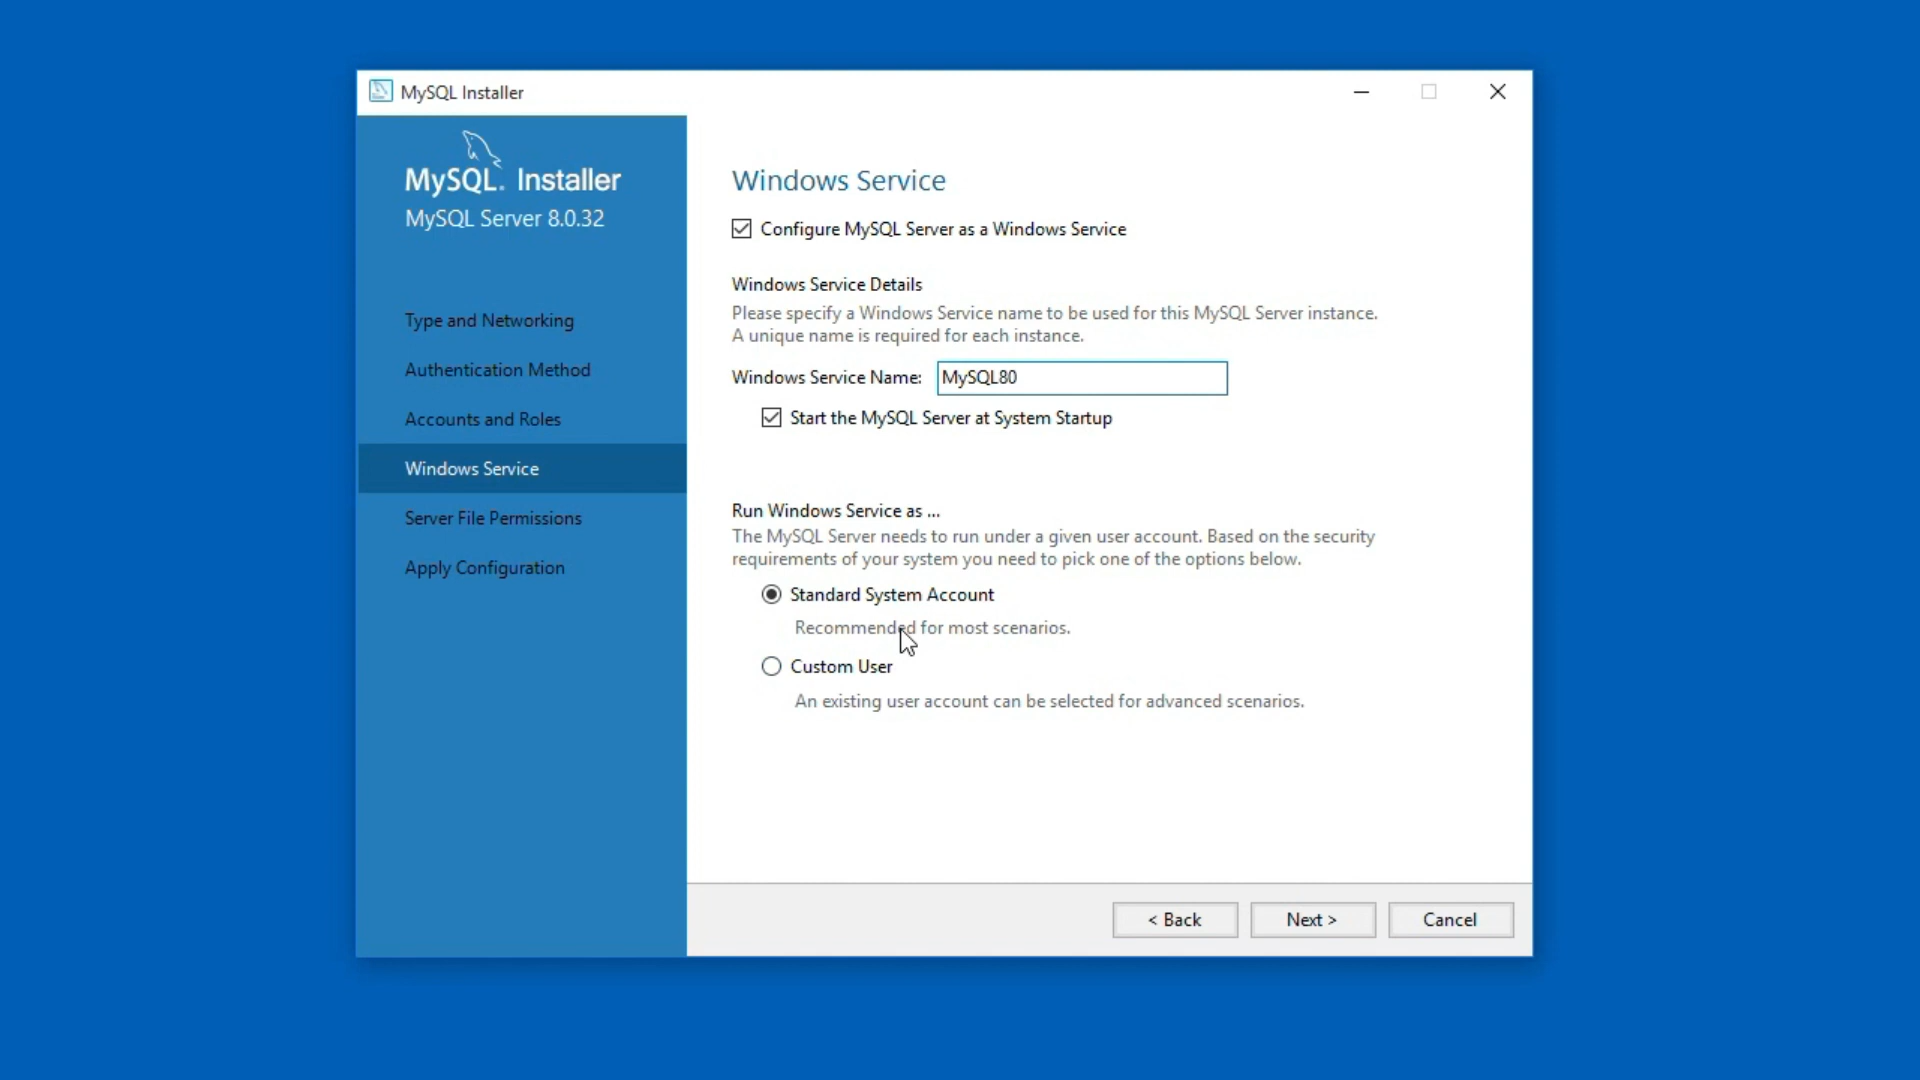 MySQL Installer
MySQL. Installer
MySQL Server 8.0.32
Type and Networking
Authentication Method
Accounts and Roles
Windows Service
Server File Permissions
Apply Configuration
Windows Service
Configure MySQL Server as a Windows Service
Windows Service Details
Please specify a Windows Service name to be used for this MySQL Server instance.
A unique name is required for each instance.
Windows Service Name: MySQL80
Start the MySQL Server at System Startup
Run Windows Service as ...
The MySQL Server needs to run under a given user account. Based on the security
requirements of your system you need to pick one of the options below.
Standard System Account
Recommended for most scenarios.
Custom User
An existing user account can be selected for advanced scenarios.
< Back Next > Cancel